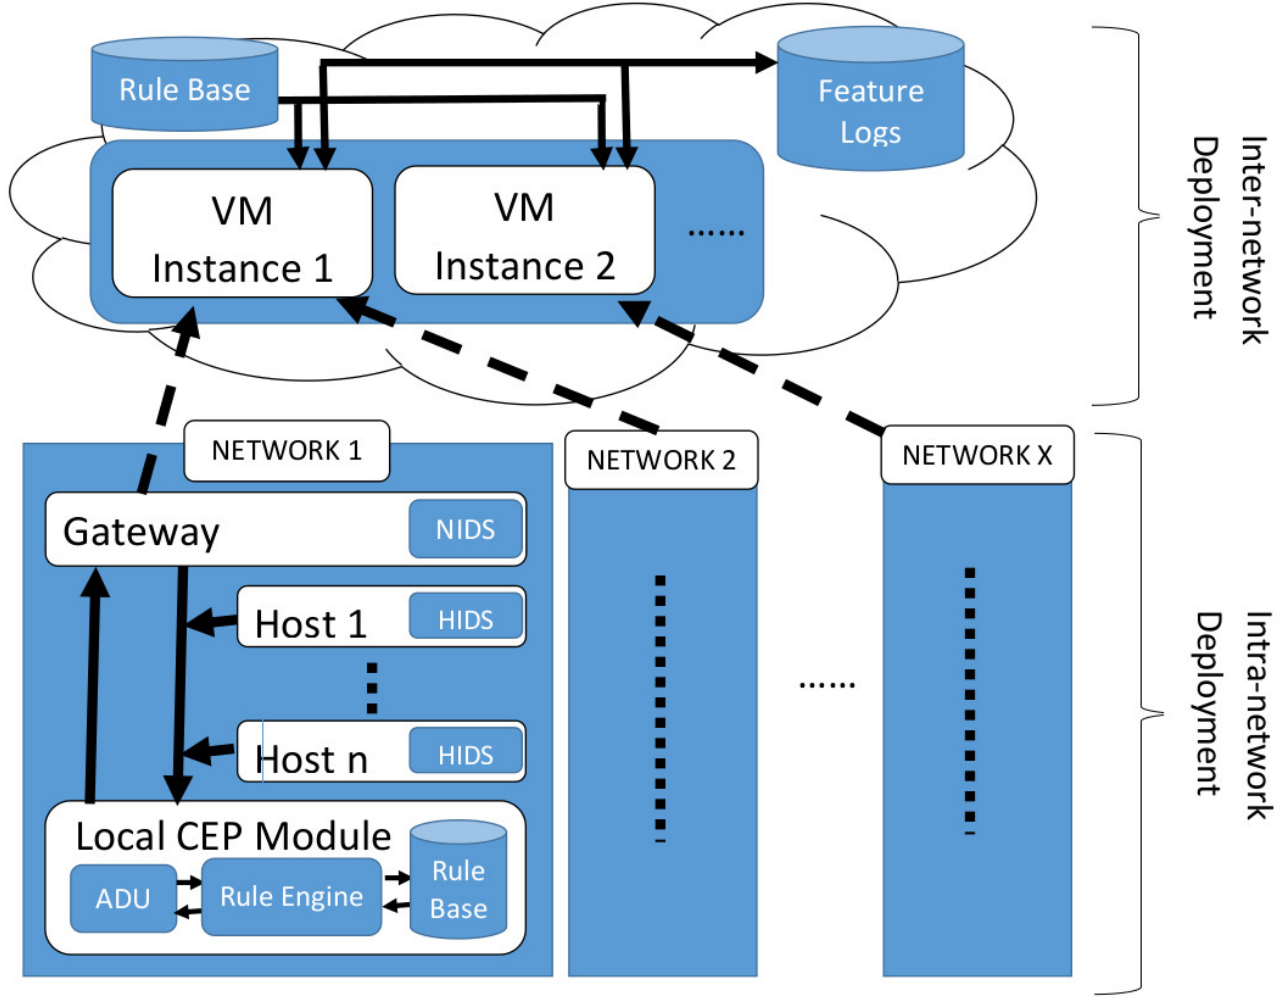 Rule Base
Feature
Logs
VM
Instance 1
VM
Instance 2
......
Inter-network
Deployment
NETWORK 1
NETWORK 2
NETWORK X
Gateway
NIDS
Host 1
HIDS
Host n
HIDS
......
Local CEP Module
ADU
Rule Engine
Rule
Base
Intra-network
Deployment